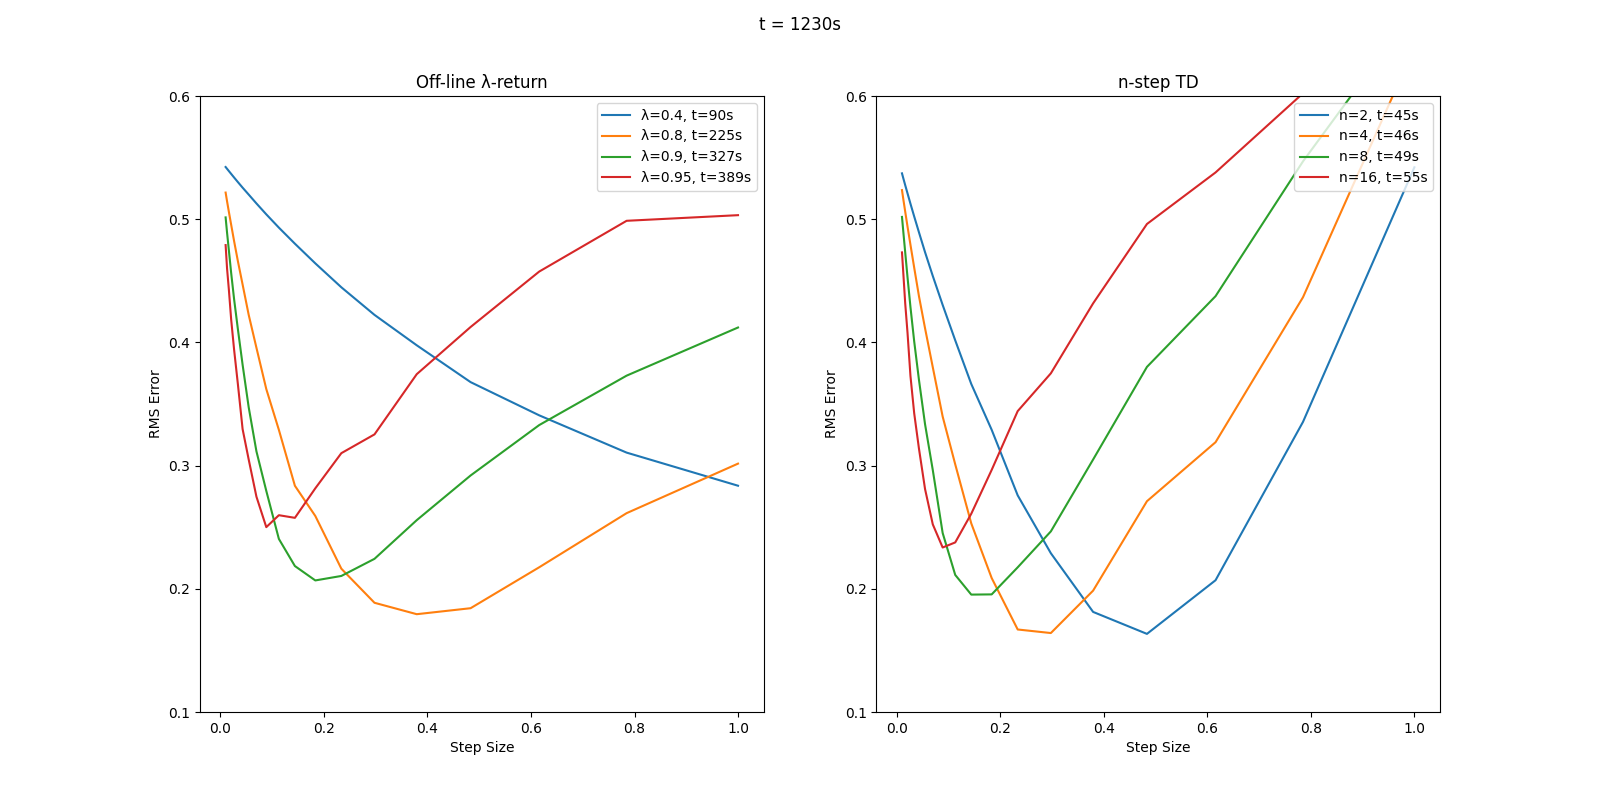 t = 1230s
Off-line λ-return
RMS Error
0.6
0.5
0.4
0.3
0.2
0.1
0.0 0.2 0.4 0.6 0.8 1.0
Step Size
λ=0.4, t=90s
λ=0.8, t=225s
λ=0.9, t=327s
λ=0.95, t=389s
n-step TD
RMS Error
0.6
0.5
0.4
0.3
0.2
0.1
0.0 0.2 0.4 0.6 0.8 1.0
Step Size
n=2, t=45s
n=4, t=46s
n=8, t=49s
n=16, t=55s